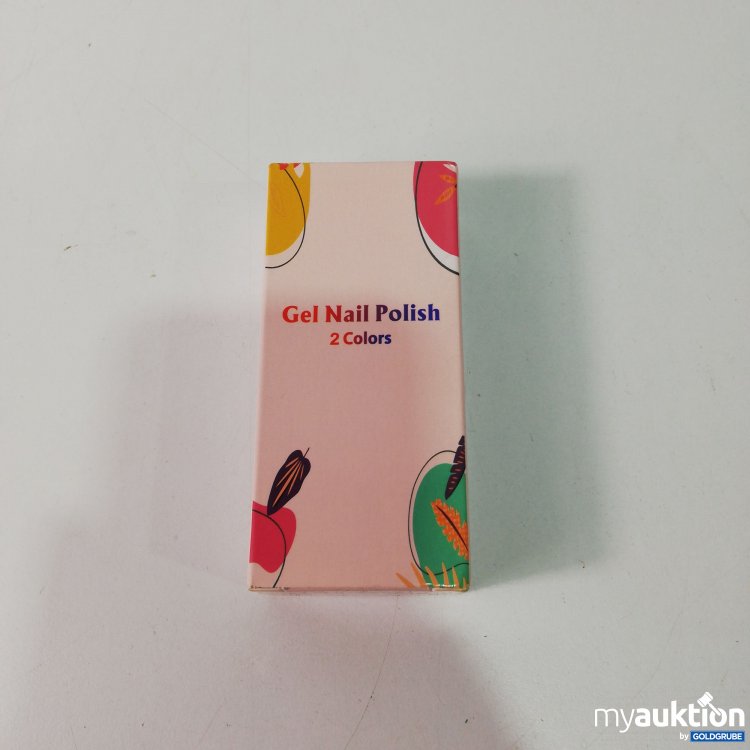 Gel Nail Polish
2 Colors
myauktion
by GOLDGRUBE